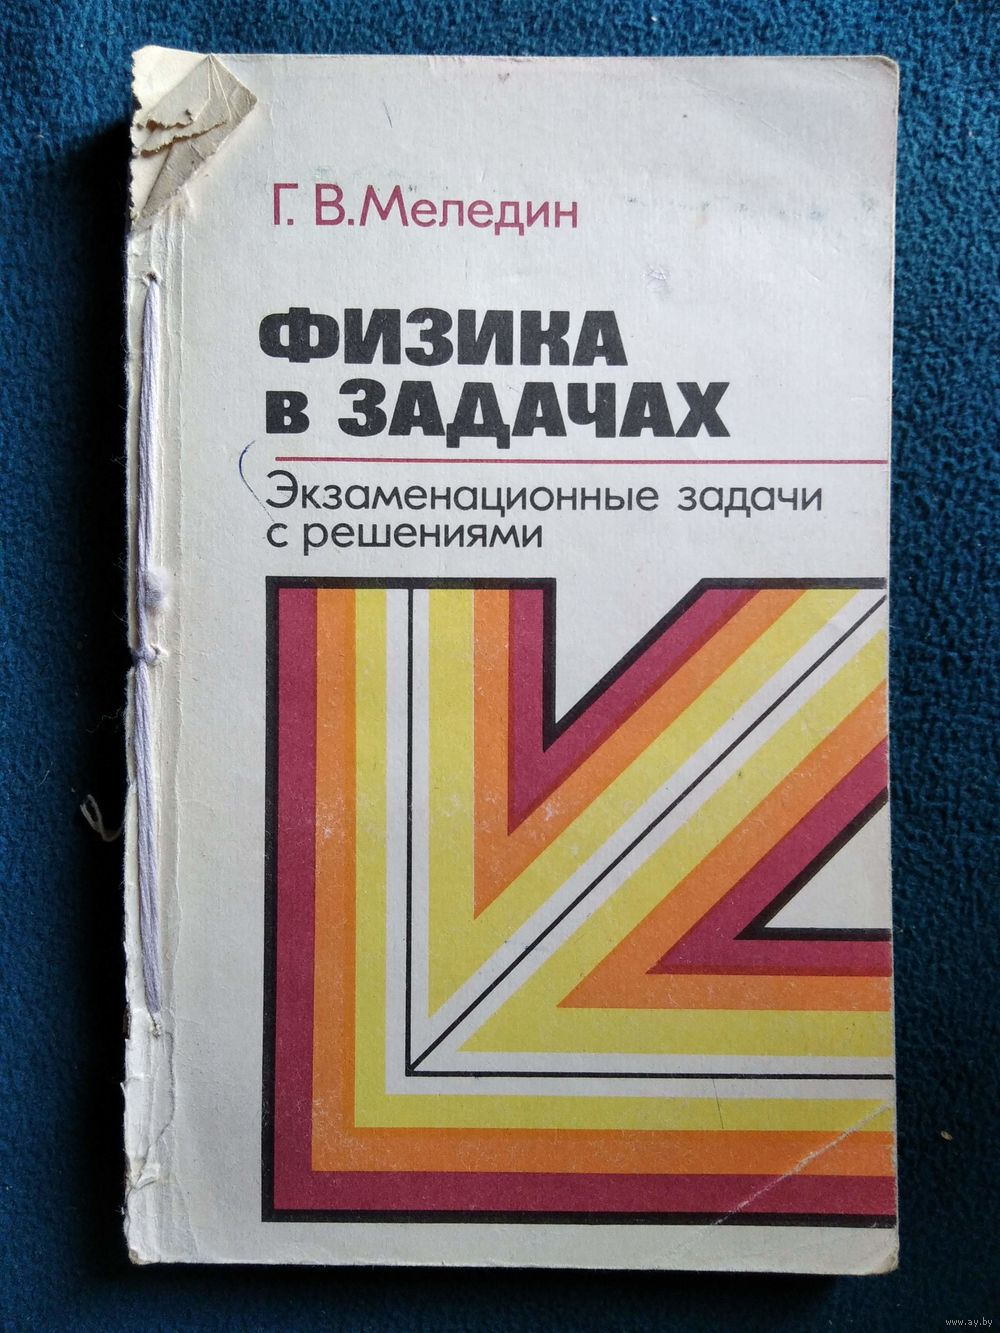 Г. В. Меледин
ФИЗИКА
В ЗАДАЧАХ
Экзаменационные задачи
с решениями
www.ay.by